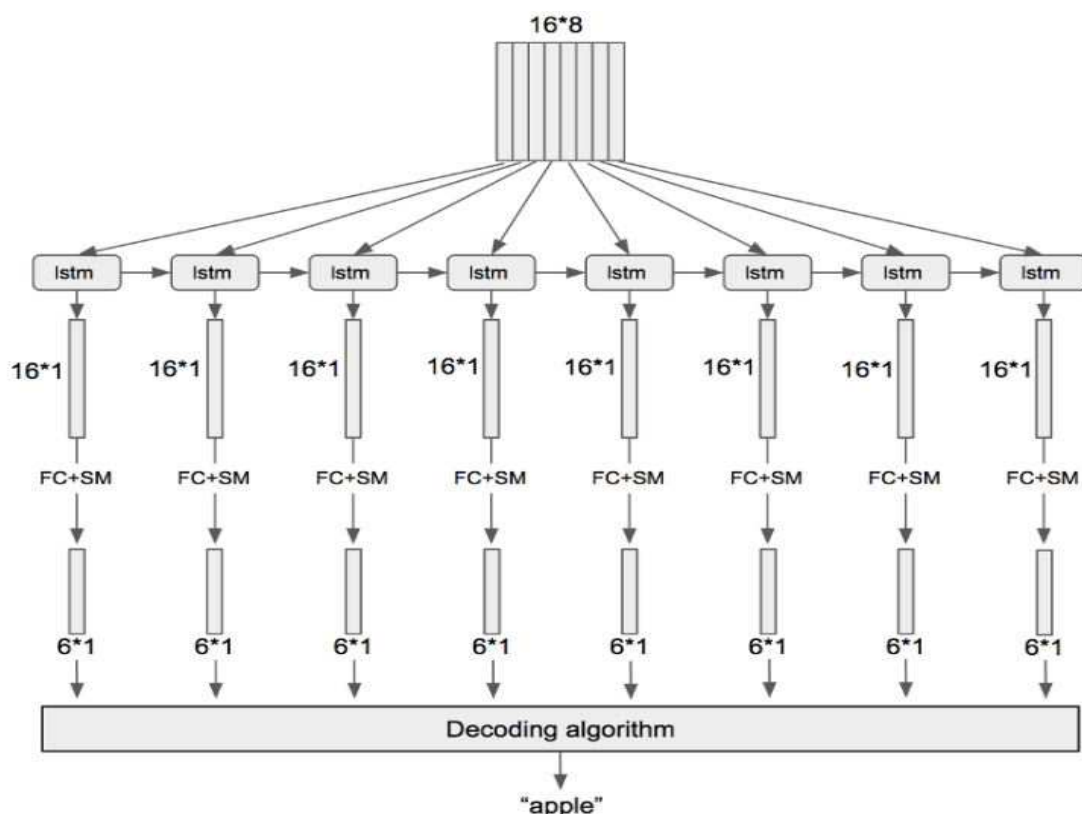 16*8
lstm lstm lstm lstm lstm lstm lstm lstm
16*1 16*1 16*1 16*1 16*1 16*1 16*1 16*1
FC+SM FC+SM FC+SM FC+SM FC+SM FC+SM FC+SM FC+SM
6*1 6*1 6*1 6*1 6*1 6*1 6*1 6*1
Decoding algorithm
“apple”